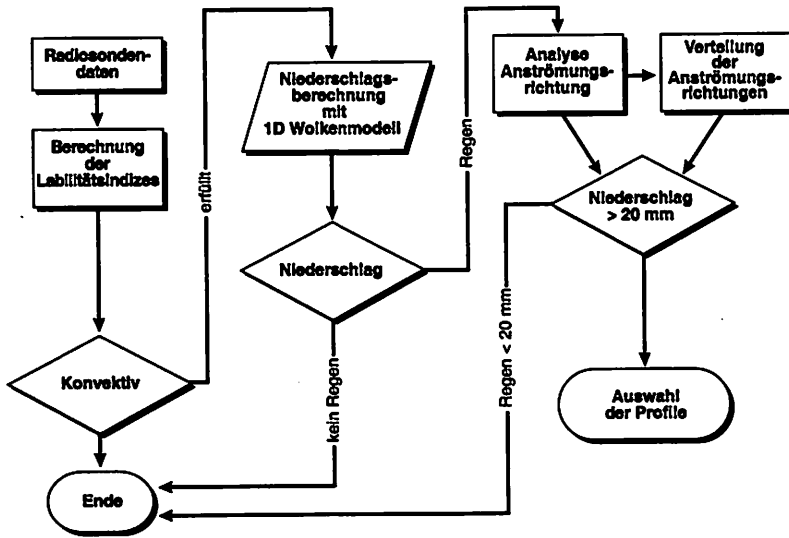 Radiosonden-
daten
Berechnung
der
Labilitätsindizes
Konvektiv
Ende
erfüllt
Niederschlags-
berechnung
mit
1D Wolkenmodell
Niederschlag
kein Regen
Regen
Analyse
Anströmungs-
richtung
Verteilung
der
Anströmungs-
richtungen
Niederschlag
> 20 mm
Regen < 20 mm
Auswahl
der Profile